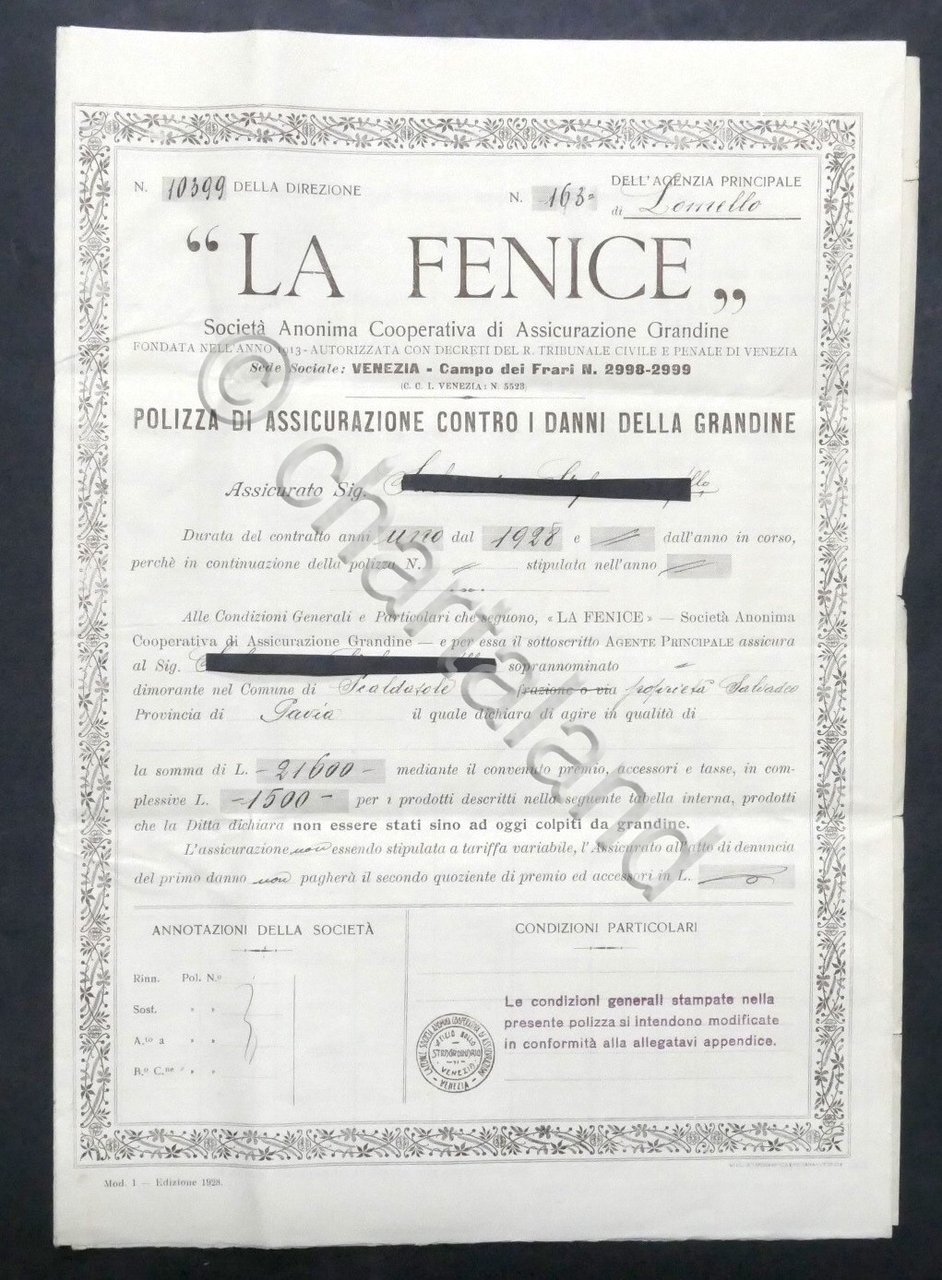 N. 10399 DELLA DIREZIONE
N. 163= DELL'AGENZIA PRINCIPALE
di Lomello
“LA FENICE„
Società Anonima Cooperativa di Assicurazione Grandine
FONDATA NELL'ANNO 1913 - AUTORIZZATA CON DECRETI DEL R. TRIBUNALE CIVILE E PENALE DI VENEZIA
Sede Sociale: VENEZIA - Campo dei Frari N. 2998-2999
(C. C. I. VENEZIA: N. 5523
POLIZZA DI ASSICURAZIONE CONTRO I DANNI DELLA GRANDINE
Assicurato Sig.
Durata del contratto anni uno dal 1928 e dall'anno in corso,
perchè in continuazione della polizza N. stipulata nell'anno
Alle Condizioni Generali e Particolari che seguono, «LA FENICE» — Società Anonima
Cooperativa di Assicurazione Grandine — e per essa il sottoscritto AGENTE PRINCIPALE assicura
al Sig. soprannominato
dimorante nel Comune di Scaldasole frazione o via proprietà Salvadeo
Provincia di Pavia il quale dichiara di agire in qualità di
la somma di L. -21600- mediante il convenuto premio, accessori e tasse, in com-
plessive L. -1500- per i prodotti descritti nella seguente tabella interna, prodotti
che la Ditta dichiara non essere stati sino ad oggi colpiti da grandine.
L'assicurazione non essendo stipulata a tariffa variabile, l'Assicurato all'atto di denuncia
del primo danno non pagherà il secondo quoziente di premio ed accessori in L.
ANNOTAZIONI DELLA SOCIETÀ
Rinn. Pol. N.º
Sost. » »
A.to a » »
R.º C.ne » »
CONDIZIONI PARTICOLARI
Le condizioni generali stampate nella
presente polizza si intendono modificate
in conformità alla allegatavi appendice.
STRAORDINARIO
VENEZIA
- VENEZIA -
Mod. 1 — Edizione 1928.
© chartaland